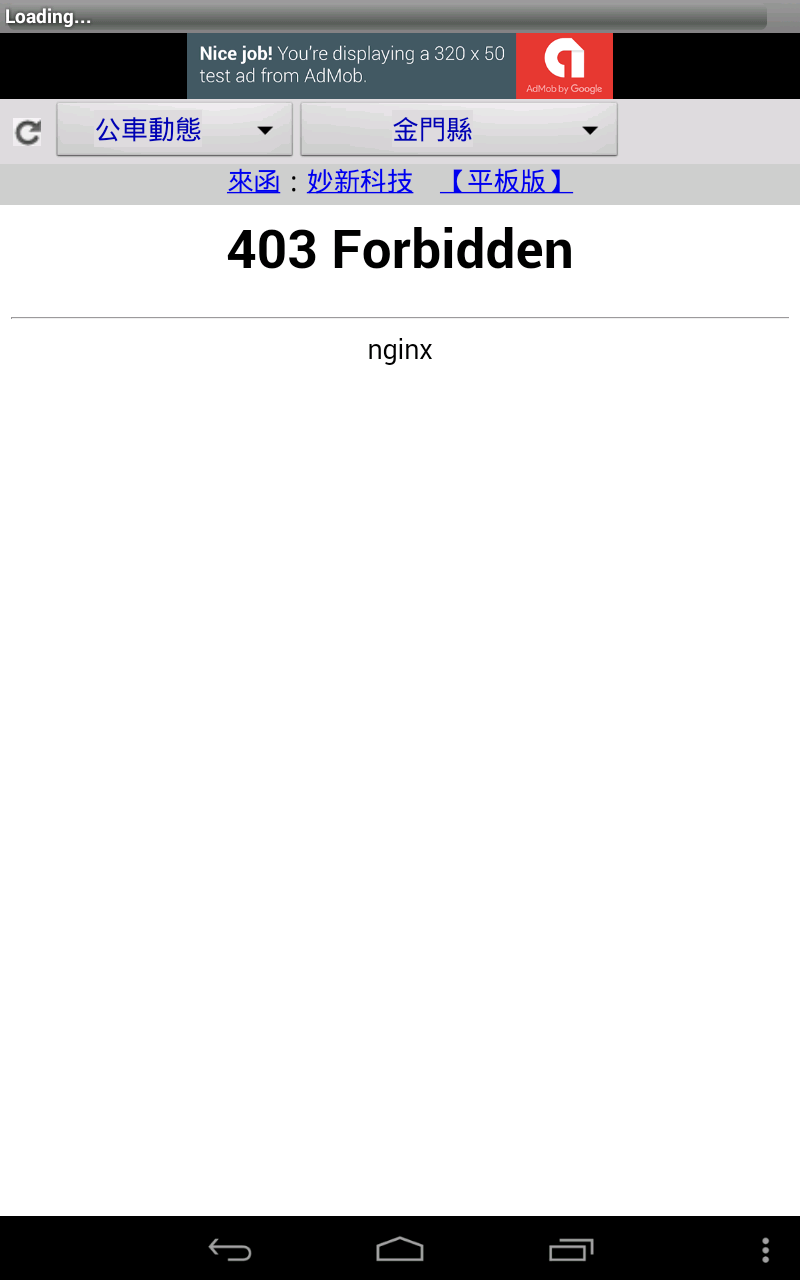 Loading...
Nice job! You're displaying a 320 x 50
test ad from AdMob.
AdMob by Google
公車動態
金門縣
來函：妙新科技 【平板版】
403 Forbidden
nginx